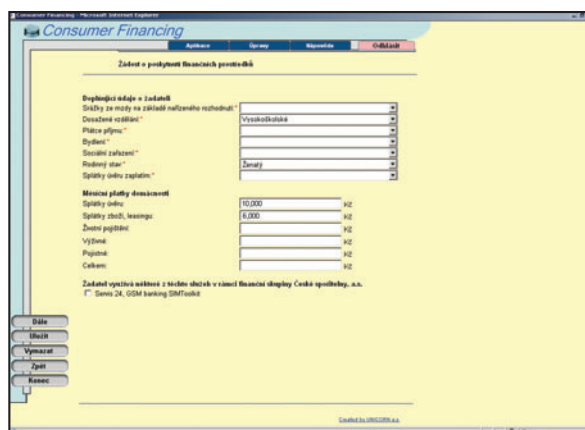 Consumer Financing - Microsoft Internet Explorer
Consumer Financing
Aplikace Úpravy Nápověda Odhlásit
Žádost o poskytnutí finančních prostředků
Doplňující údaje o žadateli
Srážky ze mzdy na základě nařízeného rozhodnutí:*
Dosažené vzdělání:* Vysokoškolské
Plátce příjmu:*
Bydlení:*
Sociální zařazení:*
Rodinný stav:* Ženatý
Splátky úvěru zaplatím:*
Měsíční platby domácnosti
Splátky úvěru: 10,000 Kč
Splátky zboží, leasingu: 6,000 Kč
Životní pojištění: Kč
Výživné: Kč
Pojistné: Kč
Celkem: Kč
Žadatel využívá některé z těchto služeb v rámci finanční skupiny České spořitelny, a.s.
Servis 24, GSM banking SIMToolkit
Dále
Uložit
Vymazat
Zpět
Konec
Created by UNICORN a.s.